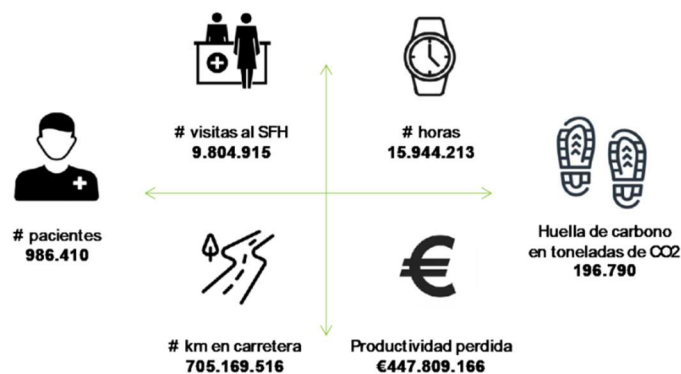 # visitas al SFH
9.804.915
# horas
15.944.213
# pacientes
986.410
Huella de carbono
en toneladas de CO2
196.790
# km en carretera
705.169.516
Productividad perdida
€447.809.166